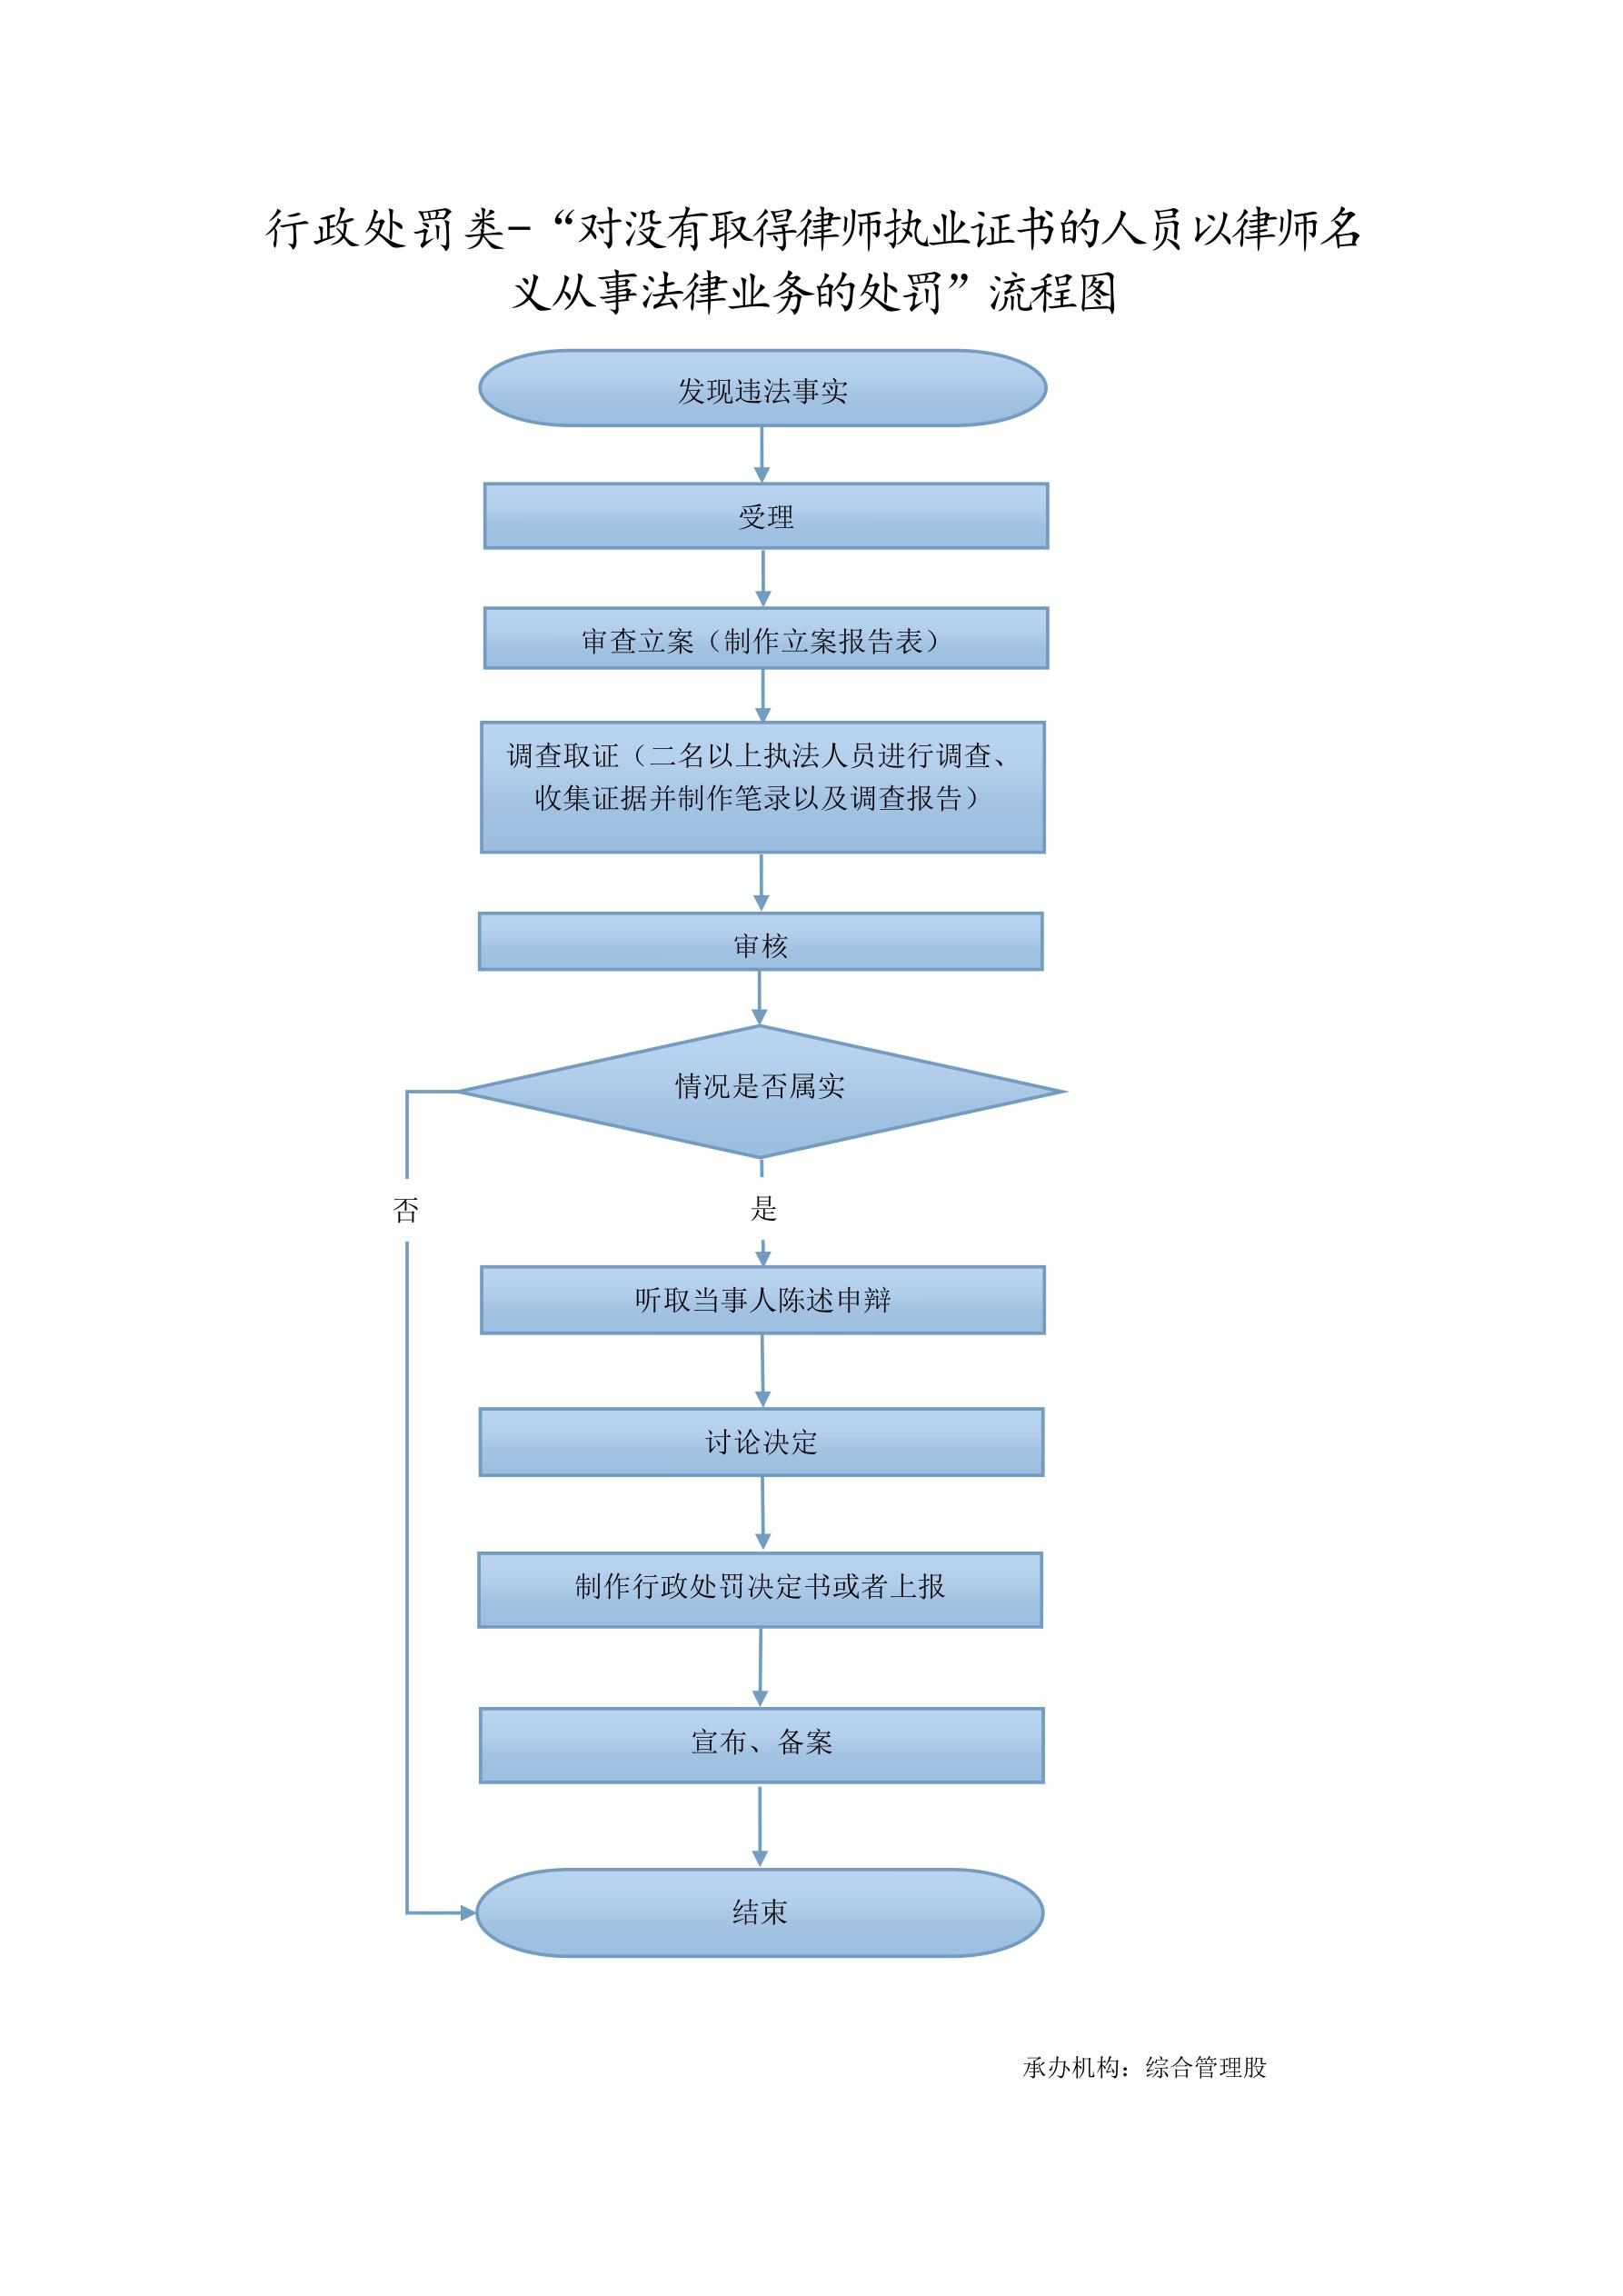 行政处罚类-“对没有取得律师执业证书的人员以律师名
义从事法律业务的处罚”流程图
发现违法事实
受理
审查立案（制作立案报告表）
调查取证（二名以上执法人员进行调查、
收集证据并制作笔录以及调查报告）
审核
情况是否属实
否
是
听取当事人陈述申辩
讨论决定
制作行政处罚决定书或者上报
宣布、备案
结束
承办机构：综合管理股